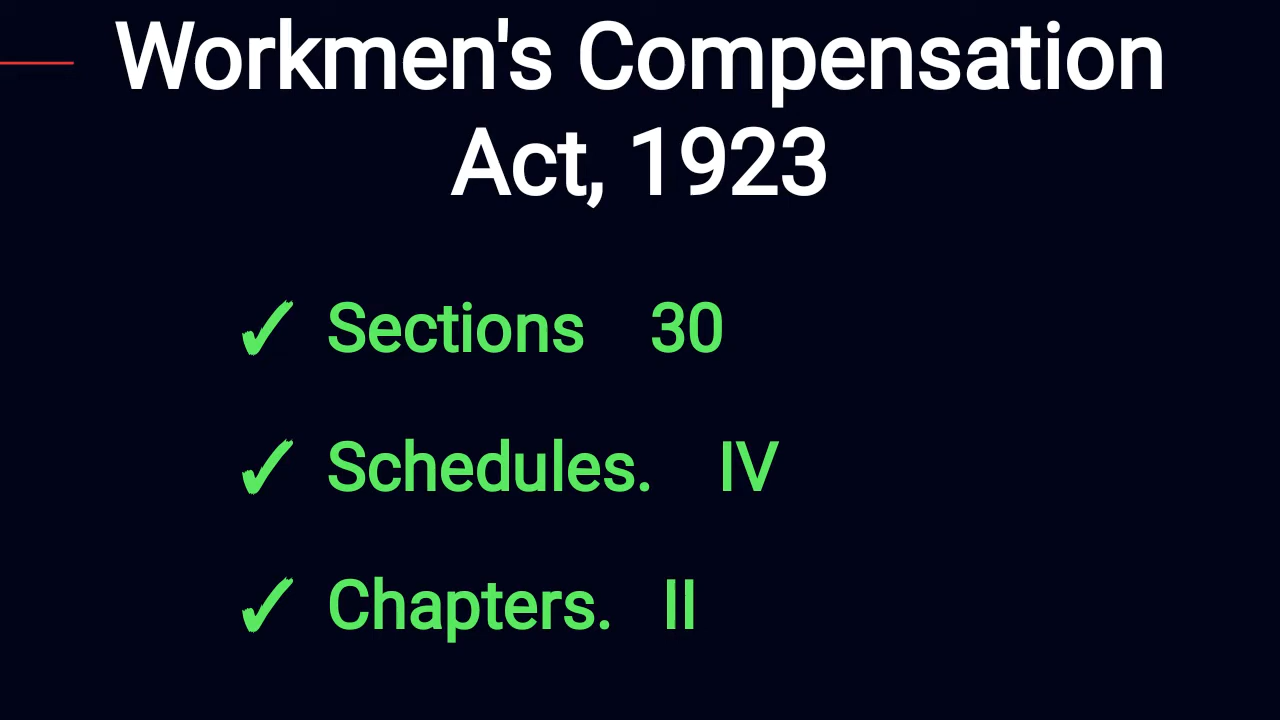 Workmen's Compensation
Act, 1923
✓ Sections 30
✓ Schedules. IV
✓ Chapters. II